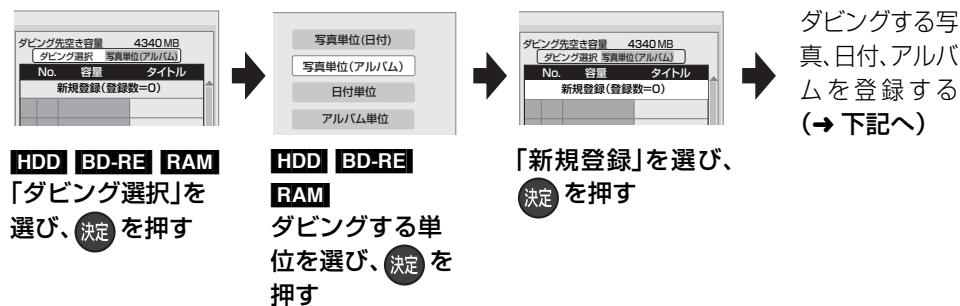 ダビング先空き容量 4340MB
ダビング選択 写真単位(アルバム)
No. 容量 タイトル
新規登録(登録数=0)
HDD BD-RE RAM
「ダビング選択」を
選び、決定を押す
写真単位(日付)
写真単位(アルバム)
日付単位
アルバム単位
HDD BD-RE
RAM
ダビングする単
位を選び、決定を
押す
ダビング先空き容量 4340MB
ダビング選択 写真単位(アルバム)
No. 容量 タイトル
新規登録(登録数=0)
「新規登録」を選び、
決定を押す
ダビングする写
真、日付、アルバ
ムを登録する
(➜ 下記へ)